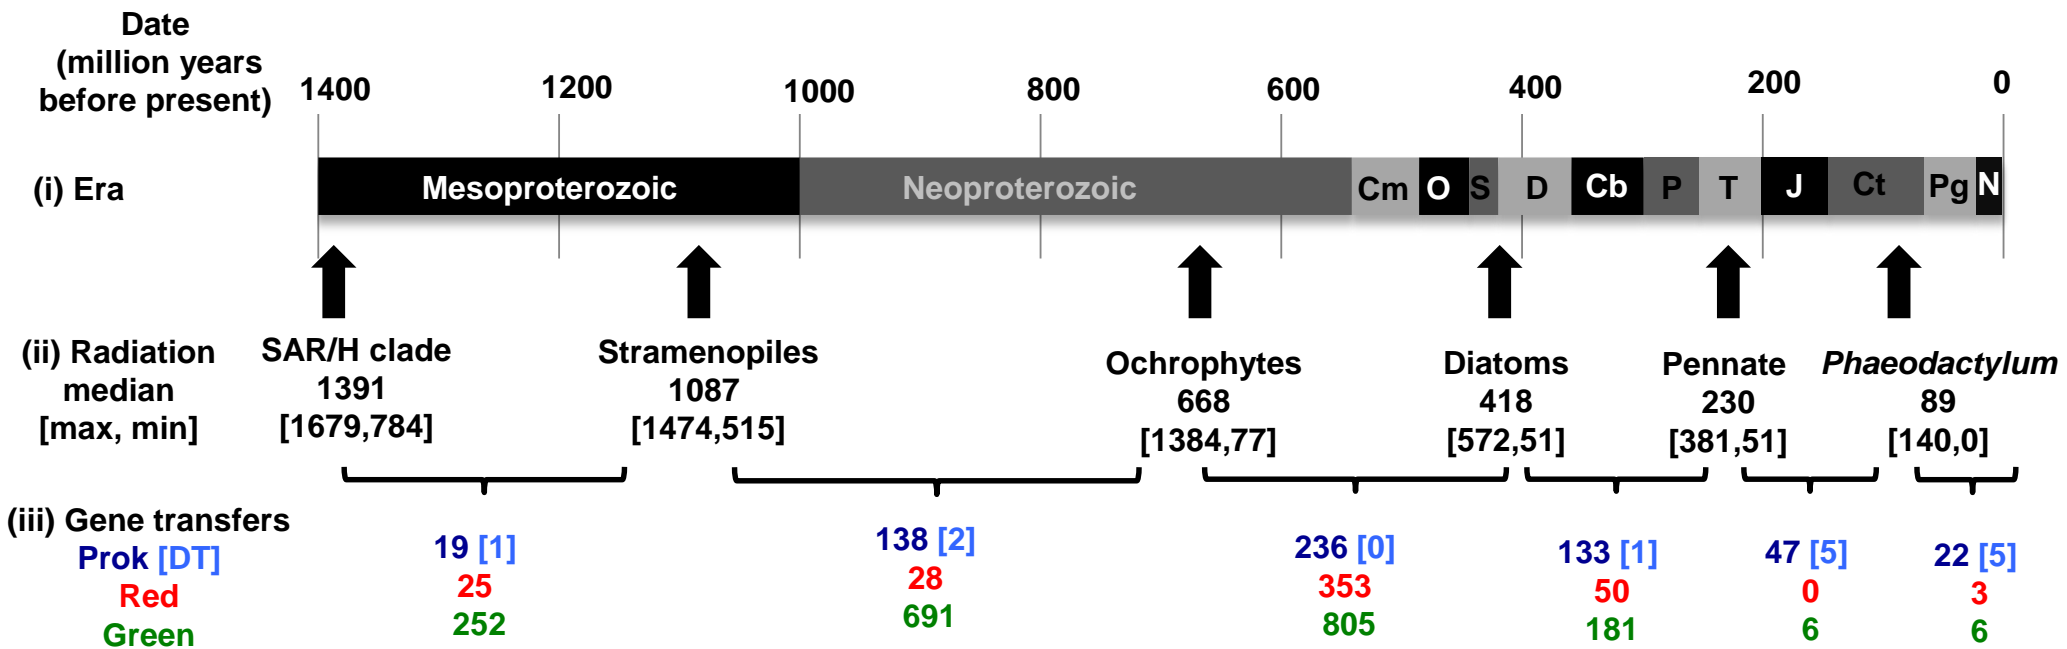 Date
(million years
before present)
1400 1200 1000 800 600 400 200 0
(i) Era
Mesoproterozoic Neoproterozoic Cm O S D Cb P T J Ct Pg N
(ii) Radiation
median
[max, min]
SAR/H clade
1391
[1679,784]
Stramenopiles
1087
[1474,515]
Ochrophytes
668
[1384,77]
Diatoms
418
[572,51]
Pennate
230
[381,51]
Phaeodactylum
89
[140,0]
(iii) Gene transfers
Prok [DT]
Red
Green
19 [1]
25
252
138 [2]
28
691
236 [0]
353
805
133 [1]
50
181
47 [5]
0
6
22 [5]
3
6